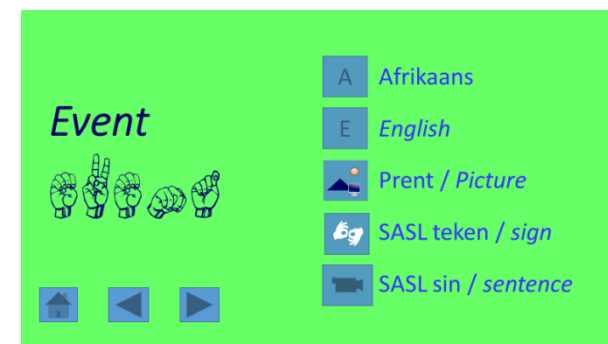 Event
A Afrikaans
E English
Prent / Picture
SASL teken / sign
SASL sin / sentence